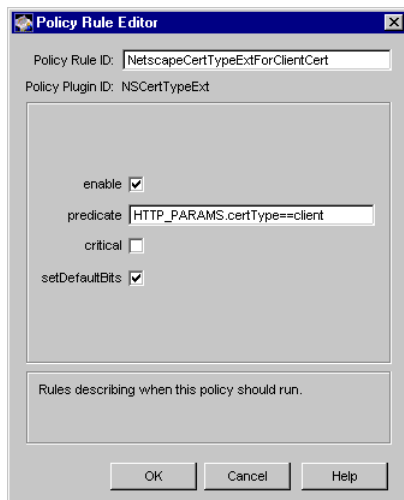 Policy Rule Editor
Policy Rule ID: NetscapeCertTypeExtForClientCert
Policy Plugin ID: NSCertTypeExt
enable
predicate HTTP_PARAMS.certType==client
critical
setDefaultBits
Rules describing when this policy should run.
OK Cancel Help